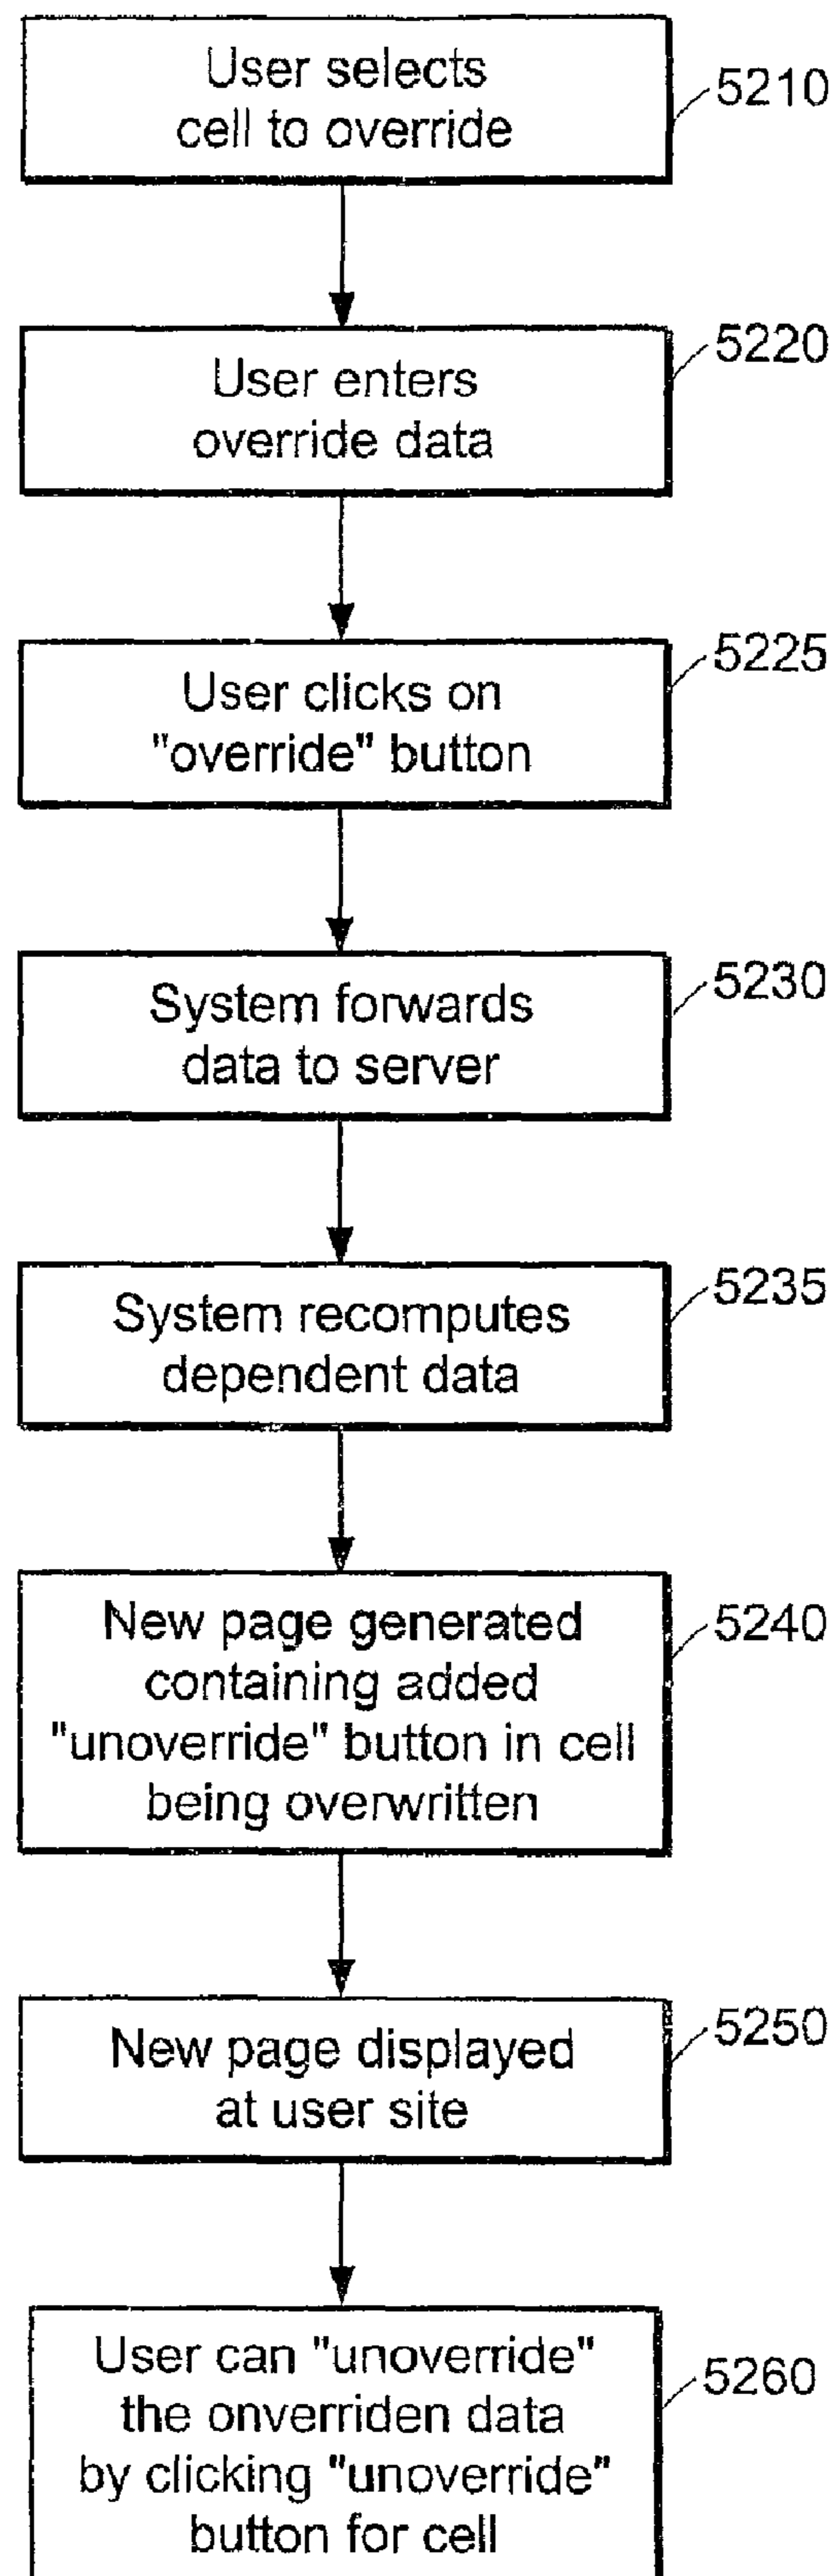 User selects
cell to override
5210
User enters
override data
5220
User clicks on
"override" button
5225
System forwards
data to server
5230
System recomputes
dependent data
5235
New page generated
containing added
"unoverride" button in cell
being overwritten
5240
New page displayed
at user site
5250
User can "unoverride"
the onverriden data
by clicking "unoverride"
button for cell
5260